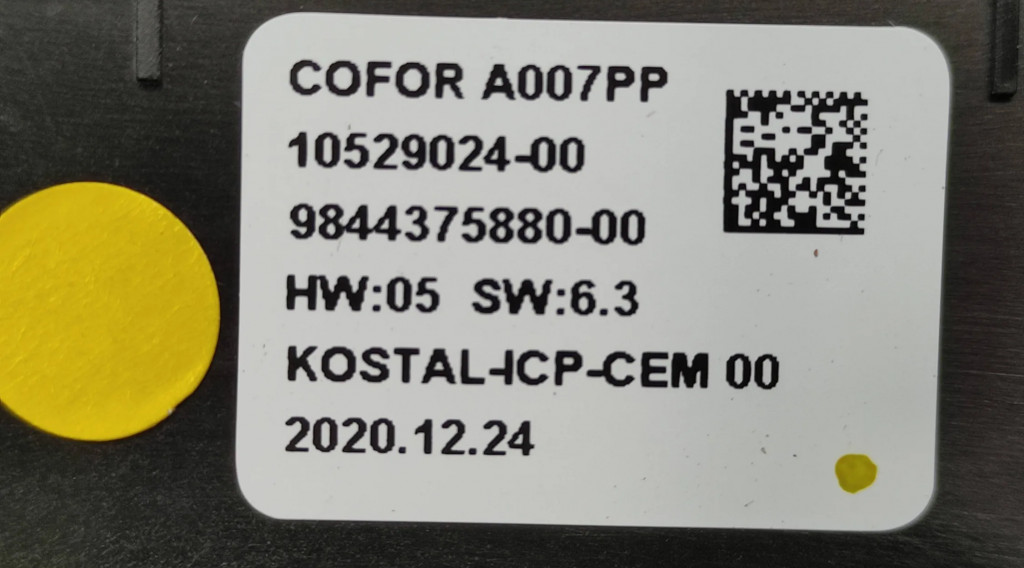 COFOR A007PP
10529024-00
9844375880-00
HW:05 SW:6.3
KOSTAL-ICP-CEM 00
2020.12.24